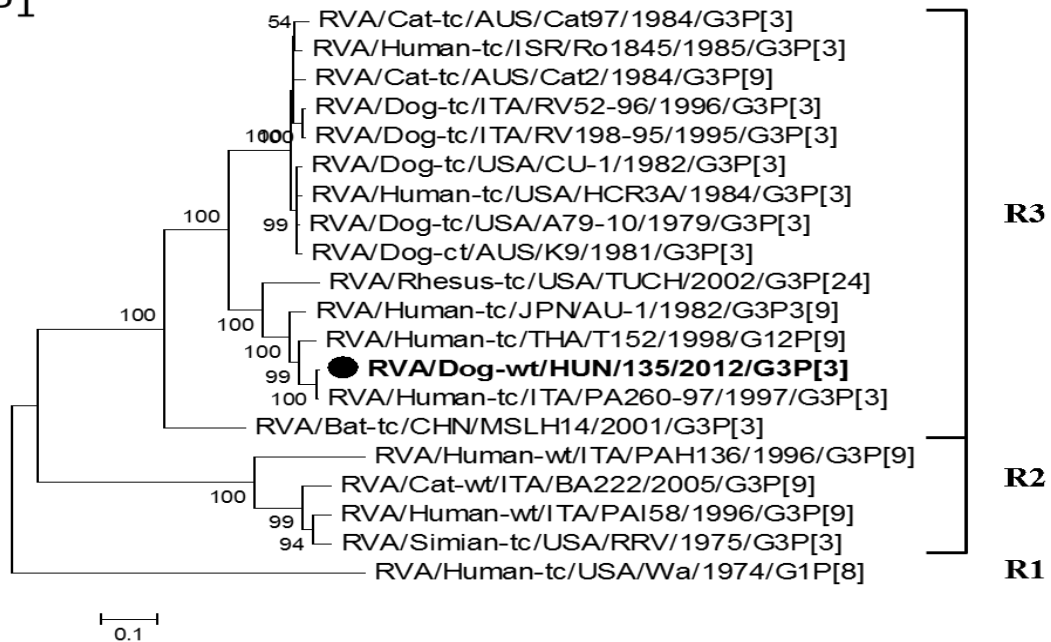 54
RVA/Cat-tc/AUS/Cat97/1984/G3P[3]
RVA/Human-tc/ISR/Ro1845/1985/G3P[3]
RVA/Cat-tc/AUS/Cat2/1984/G3P[9]
RVA/Dog-tc/ITA/RV52-96/1996/G3P[3]
100
RVA/Dog-tc/ITA/RV198-95/1995/G3P[3]
RVA/Dog-tc/USA/CU-1/1982/G3P[3]
RVA/Human-tc/USA/HCR3A/1984/G3P[3]
R3
100
99
RVA/Dog-tc/USA/A79-10/1979/G3P[3]
RVA/Dog-ct/AUS/K9/1981/G3P[3]
RVA/Rhesus-tc/USA/TUCH/2002/G3P[24]
100
100
RVA/Human-tc/JPN/AU-1/1982/G3P3[9]
100
RVA/Human-tc/THA/T152/1998/G12P[9]
99
RVA/Dog-wt/HUN/135/2012/G3P[3]
100
RVA/Human-tc/ITA/PA260-97/1997/G3P[3]
RVA/Bat-tc/CHN/MSLH14/2001/G3P[3]
RVA/Human-wt/ITA/PAH136/1996/G3P[9]
R2
100
RVA/Cat-wt/ITA/BA222/2005/G3P[9]
99
RVA/Human-wt/ITA/PAI58/1996/G3P[9]
94
RVA/Simian-tc/USA/RRV/1975/G3P[3]
RVA/Human-tc/USA/Wa/1974/G1P[8]
R1
0.1